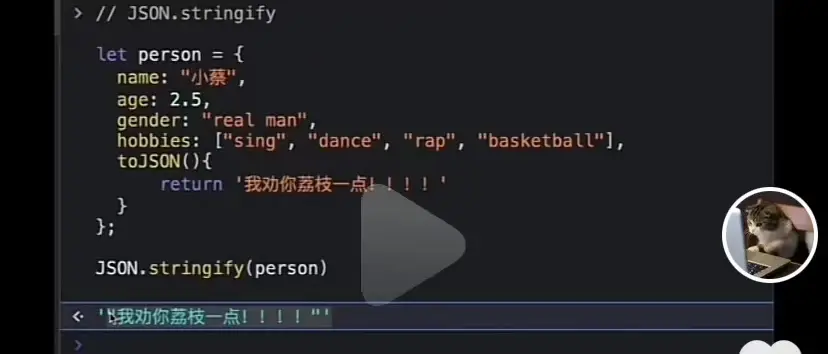 > // JSON.stringify
let person = {
name: "小蔡",
age: 2.5,
gender: "real man",
hobbies: ["sing", "dance", "rap", "basketball"],
toJSON(){
return '我劝你荔枝一点！！！！'
}
};
JSON.stringify(person)
'"我劝你荔枝一点！！！！"'
>